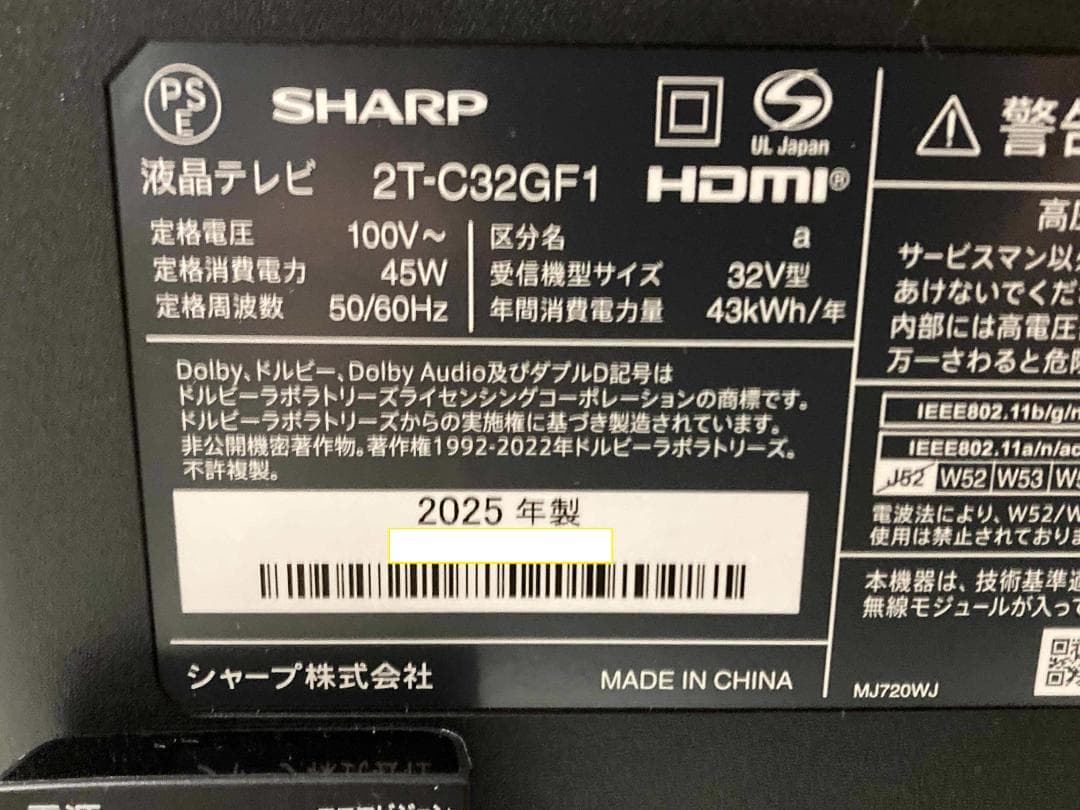 PSE
SHARP
UL Japan
液晶テレビ 2T-C32GF1 HDMI®
定格電圧 100V～
定格消費電力 45W
定格周波数 50/60Hz
区分名 a
受信機型サイズ 32V型
年間消費電力量 43kWh/年
Dolby、ドルビー、Dolby Audio及びダブルD記号は
ドルビーラボラトリーズライセンシングコーポレーションの商標です。
ドルビーラボラトリーズからの実施権に基づき製造されています。
非公開機密著作物。著作権1992-2022年ドルビーラボラトリーズ。
不許複製。
2025 年製
シャープ株式会社 MADE IN CHINA
警告
高圧
サービスマン以外
あけないでくだ
内部には高電圧
万一さわると危険
IEEE802.11b/g/n
IEEE802.11a/n/ac
J52 W52 W53 W5
電波法により、W52/W
使用は禁止されており
本機器は、技術基準適
無線モジュールが入って
MJ720WJ